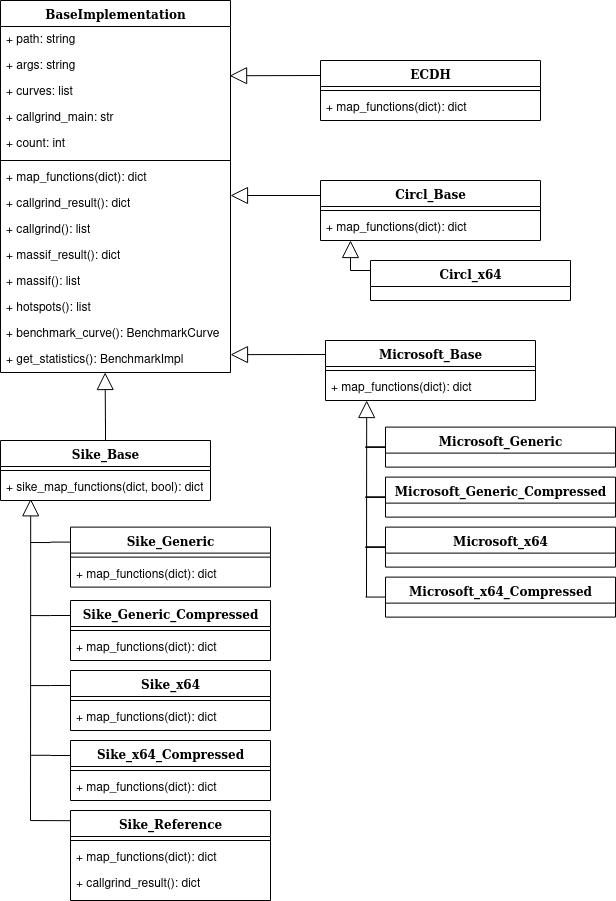 BaseImplementation
+ path: string
+ args: string
+ curves: list
+ callgrind_main: str
+ count: int
+ map_functions(dict): dict
+ callgrind_result(): dict
+ callgrind(): list
+ massif_result(): dict
+ massif(): list
+ hotspots(): list
+ benchmark_curve(): BenchmarkCurve
+ get_statistics(): BenchmarkImpl
ECDH
+ map_functions(dict): dict
Circl_Base
+ map_functions(dict): dict
Circl_x64
Microsoft_Base
+ map_functions(dict): dict
Microsoft_Generic
Microsoft_Generic_Compressed
Microsoft_x64
Microsoft_x64_Compressed
Sike_Base
+ sike_map_functions(dict, bool): dict
Sike_Generic
+ map_functions(dict): dict
Sike_Generic_Compressed
+ map_functions(dict): dict
Sike_x64
+ map_functions(dict): dict
Sike_x64_Compressed
+ map_functions(dict): dict
Sike_Reference
+ map_functions(dict): dict
+ callgrind_result(): dict